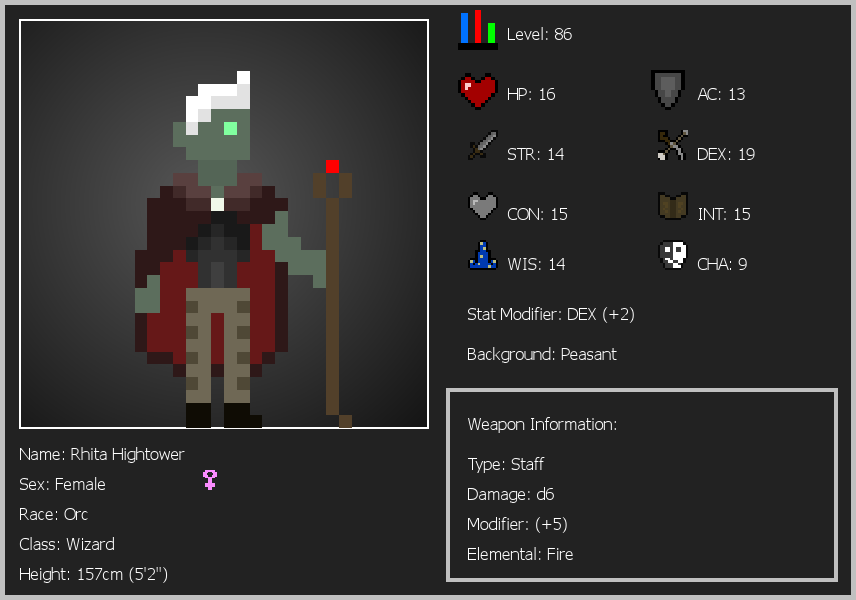 Level: 86
HP: 16
AC: 13
STR: 14
DEX: 19
CON: 15
INT: 15
WIS: 14
CHA: 9
Stat Modifier: DEX (+2)
Background: Peasant
Weapon Information:
Type: Staff
Damage: d6
Modifier: (+5)
Elemental: Fire
Name: Rhita Hightower
Sex: Female
Race: Orc
Class: Wizard
Height: 157cm (5'2")